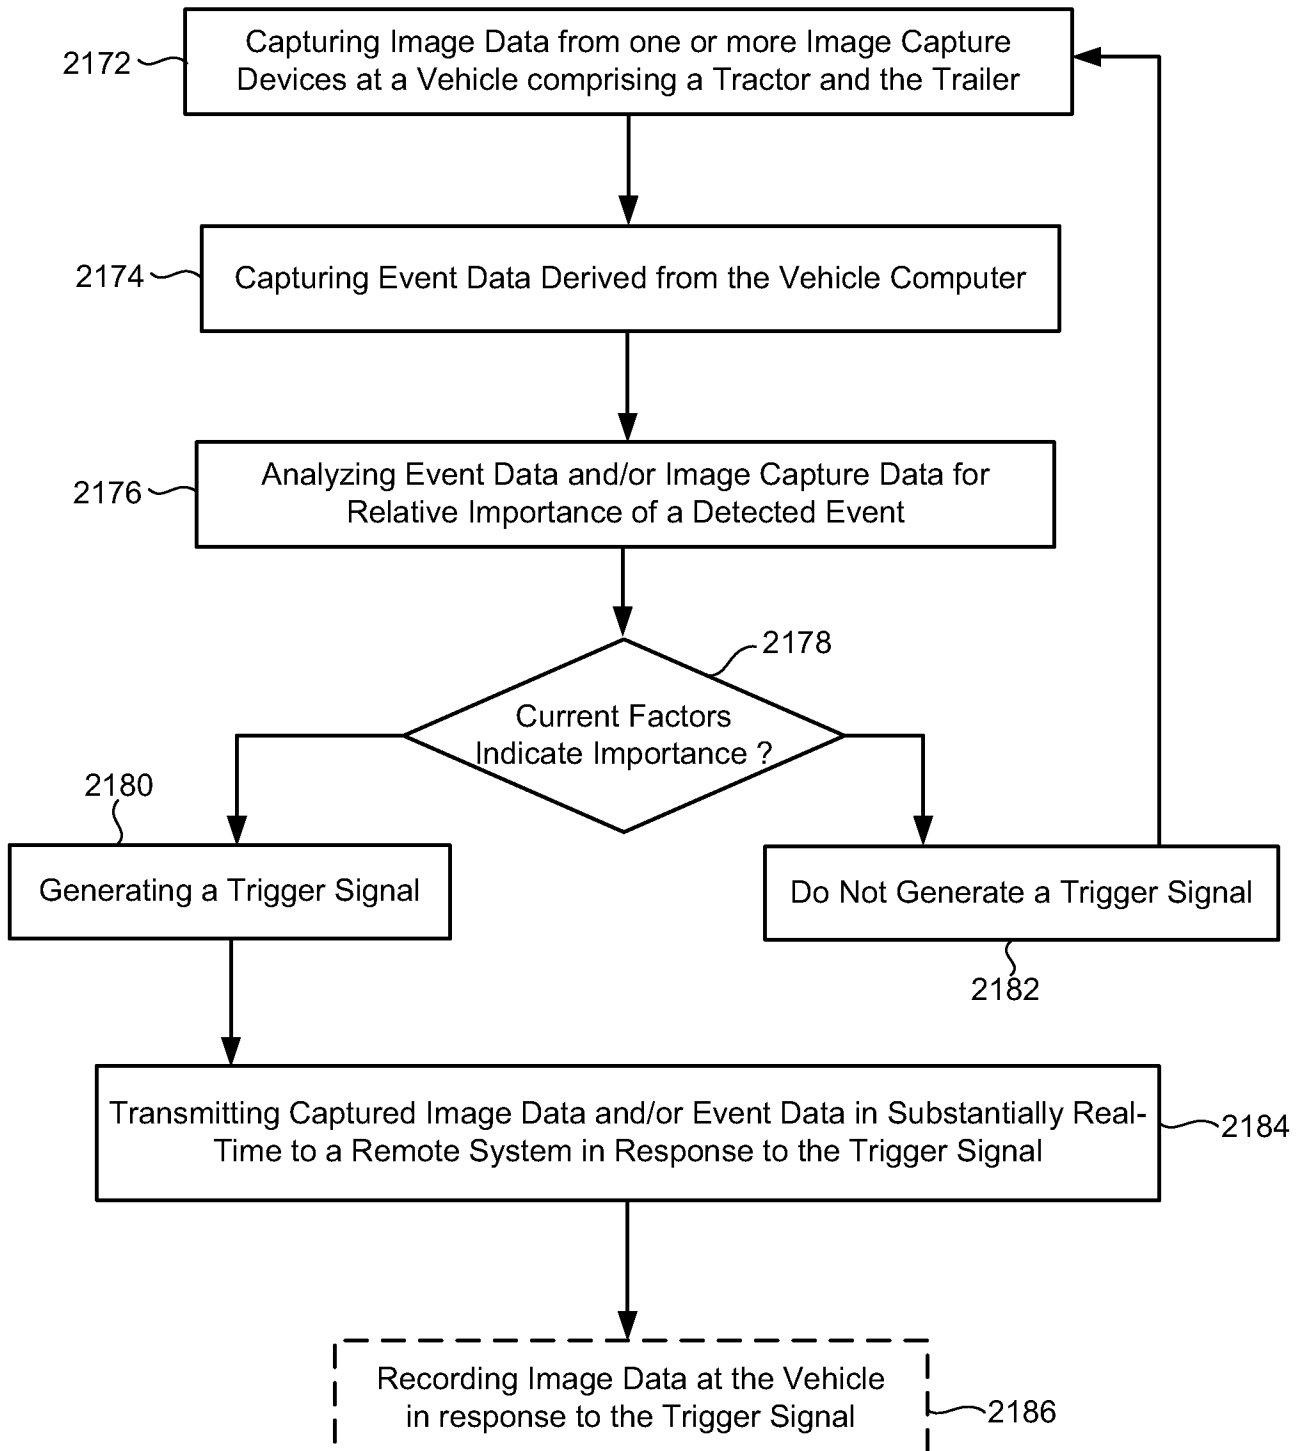 2172
Capturing Image Data from one or more Image Capture
Devices at a Vehicle comprising a Tractor and the Trailer
2174
Capturing Event Data Derived from the Vehicle Computer
2176
Analyzing Event Data and/or Image Capture Data for
Relative Importance of a Detected Event
2178
Current Factors
Indicate Importance ?
2180
Generating a Trigger Signal
Do Not Generate a Trigger Signal
2182
Transmitting Captured Image Data and/or Event Data in Substantially Real-
Time to a Remote System in Response to the Trigger Signal
2184
Recording Image Data at the Vehicle
in response to the Trigger Signal
2186